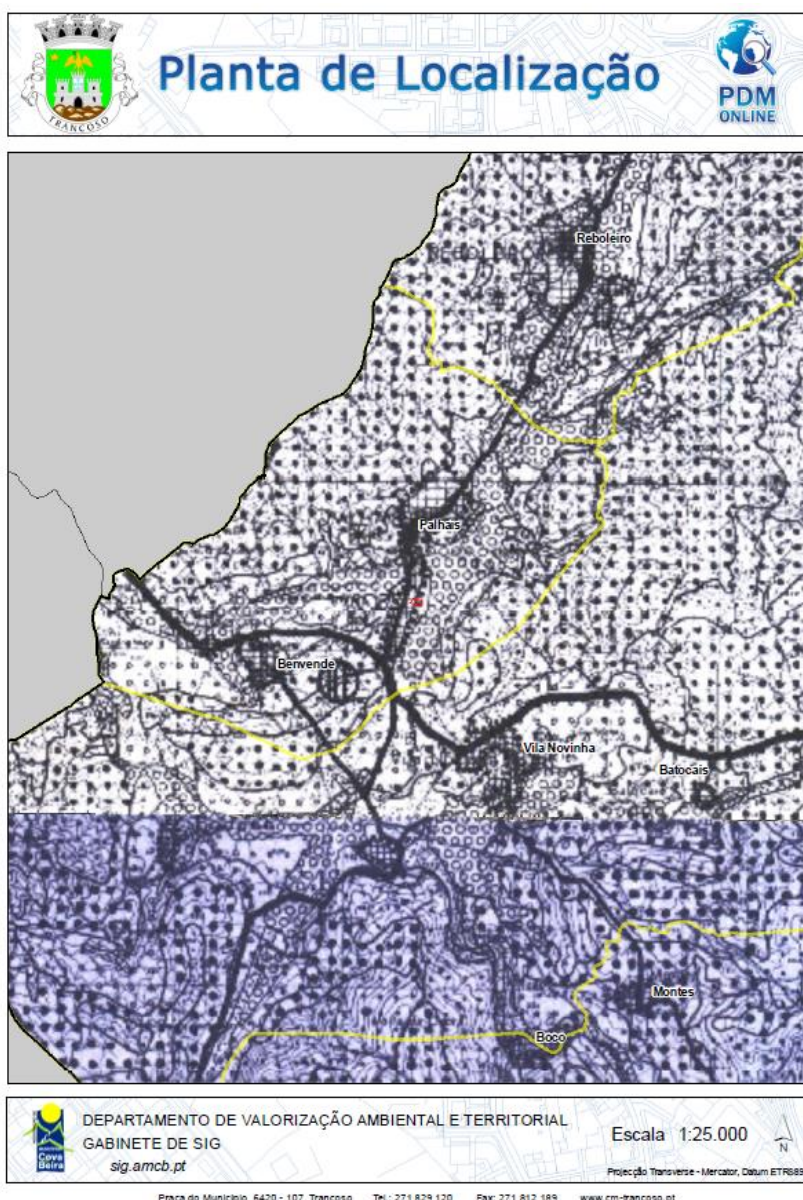 TRANCOSO
Planta de Localização
PDM
ONLINE
Reboleiro
Palhais
Benvende
Vila Novinha
Batocais
Montes
Boco
Cova
Beira
DEPARTAMENTO DE VALORIZAÇÃO AMBIENTAL E TERRITORIAL
GABINETE DE SIG
sig.amcb.pt
Escala 1:25.000
N
Projecção Transverse - Mercator, Datum ETRS89
Praça do Município, 6420 - 107, Trancoso Tel.: 271 829 120 Fax: 271 812 189 www.cm-trancoso.pt